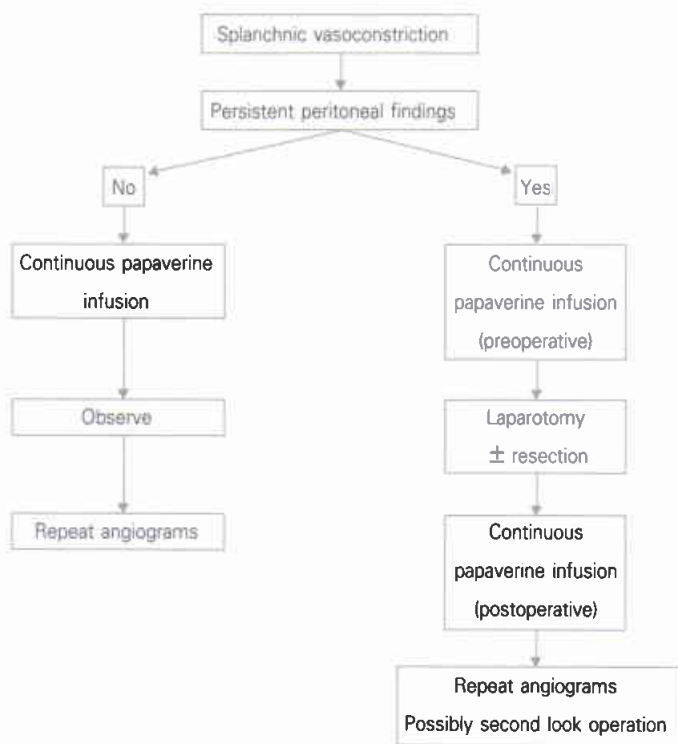 Splanchnic vasoconstriction
Persistent peritoneal findings
No
Yes
Continuous papaverine
infusion
Observe
Repeat angiograms
Continuous
papaverine infusion
(preoperative)
Laparotomy
± resection
Continuous
papaverine infusion
(postoperative)
Repeat angiograms
Possibly second look operation